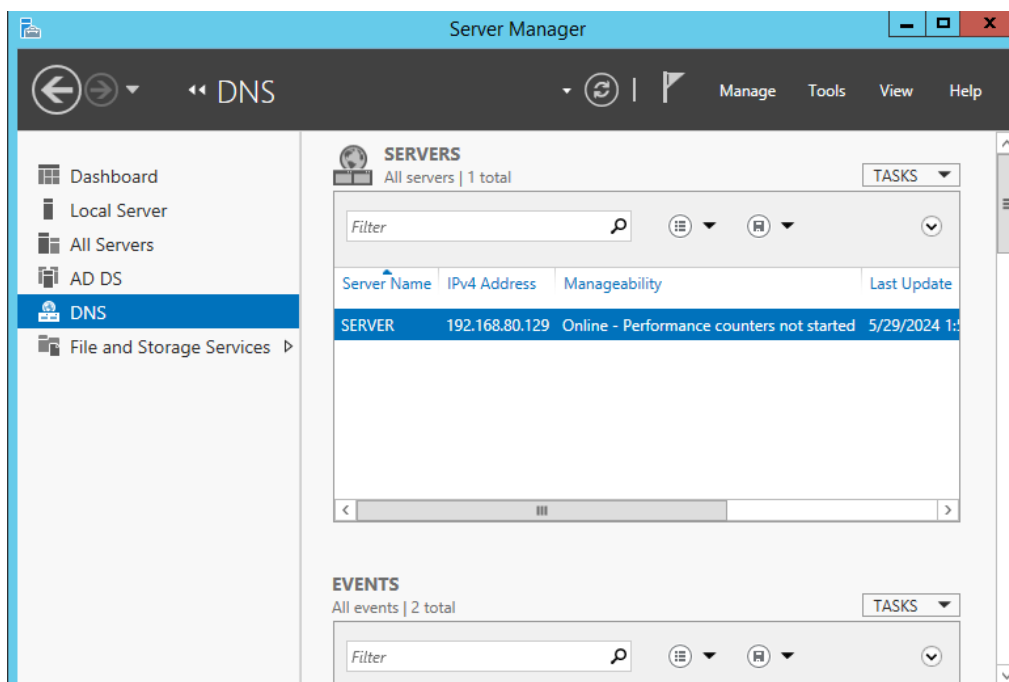 Server Manager
DNS
Manage Tools View Help
Dashboard
Local Server
All Servers
AD DS
DNS
File and Storage Services
SERVERS
All servers | 1 total
TASKS
Filter
Server Name IPv4 Address Manageability Last Update
SERVER 192.168.80.129 Online - Performance counters not started 5/29/2024
EVENTS
All events | 2 total
TASKS
Filter